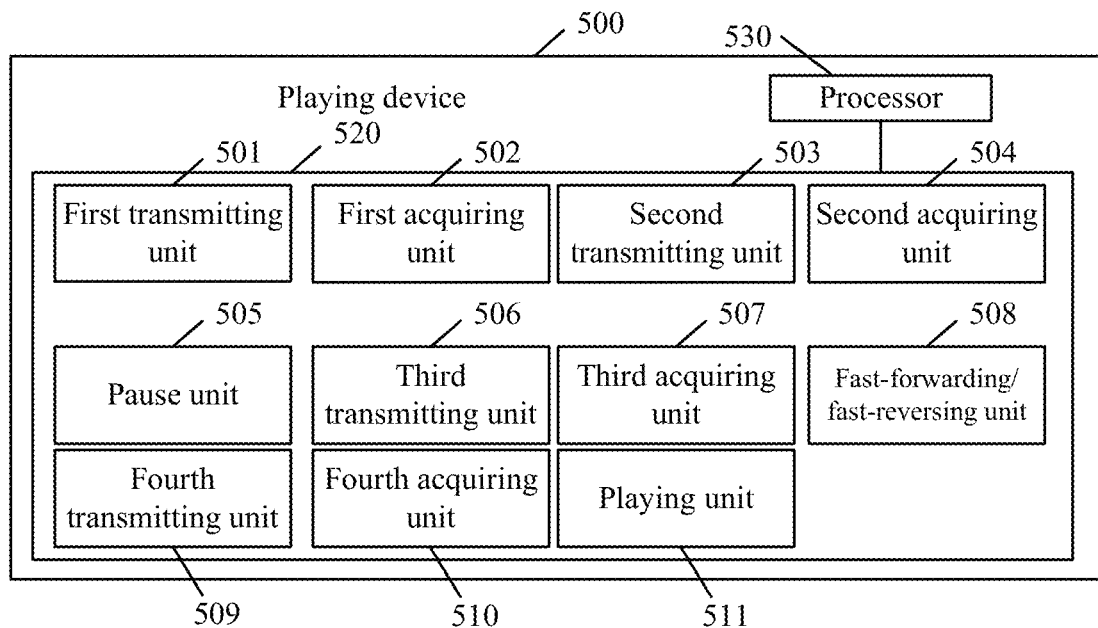 500
530
Playing device
Processor
520
501
502
503
504
First transmitting
unit
First acquiring
unit
Second
transmitting unit
Second acquiring
unit
505
506
507
508
Pause unit
Third
transmitting unit
Third acquiring
unit
Fast-forwarding/
fast-reversing unit
Fourth
transmitting unit
Fourth acquiring
unit
Playing unit
509
510
511